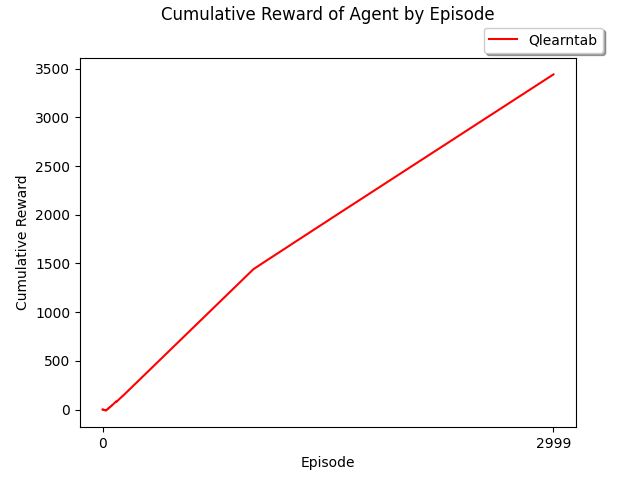 Cumulative Reward of Agent by Episode
Qlearntab
3500
3000
2500
2000
1500
1000
500
0
Cumulative Reward
0 2999
Episode